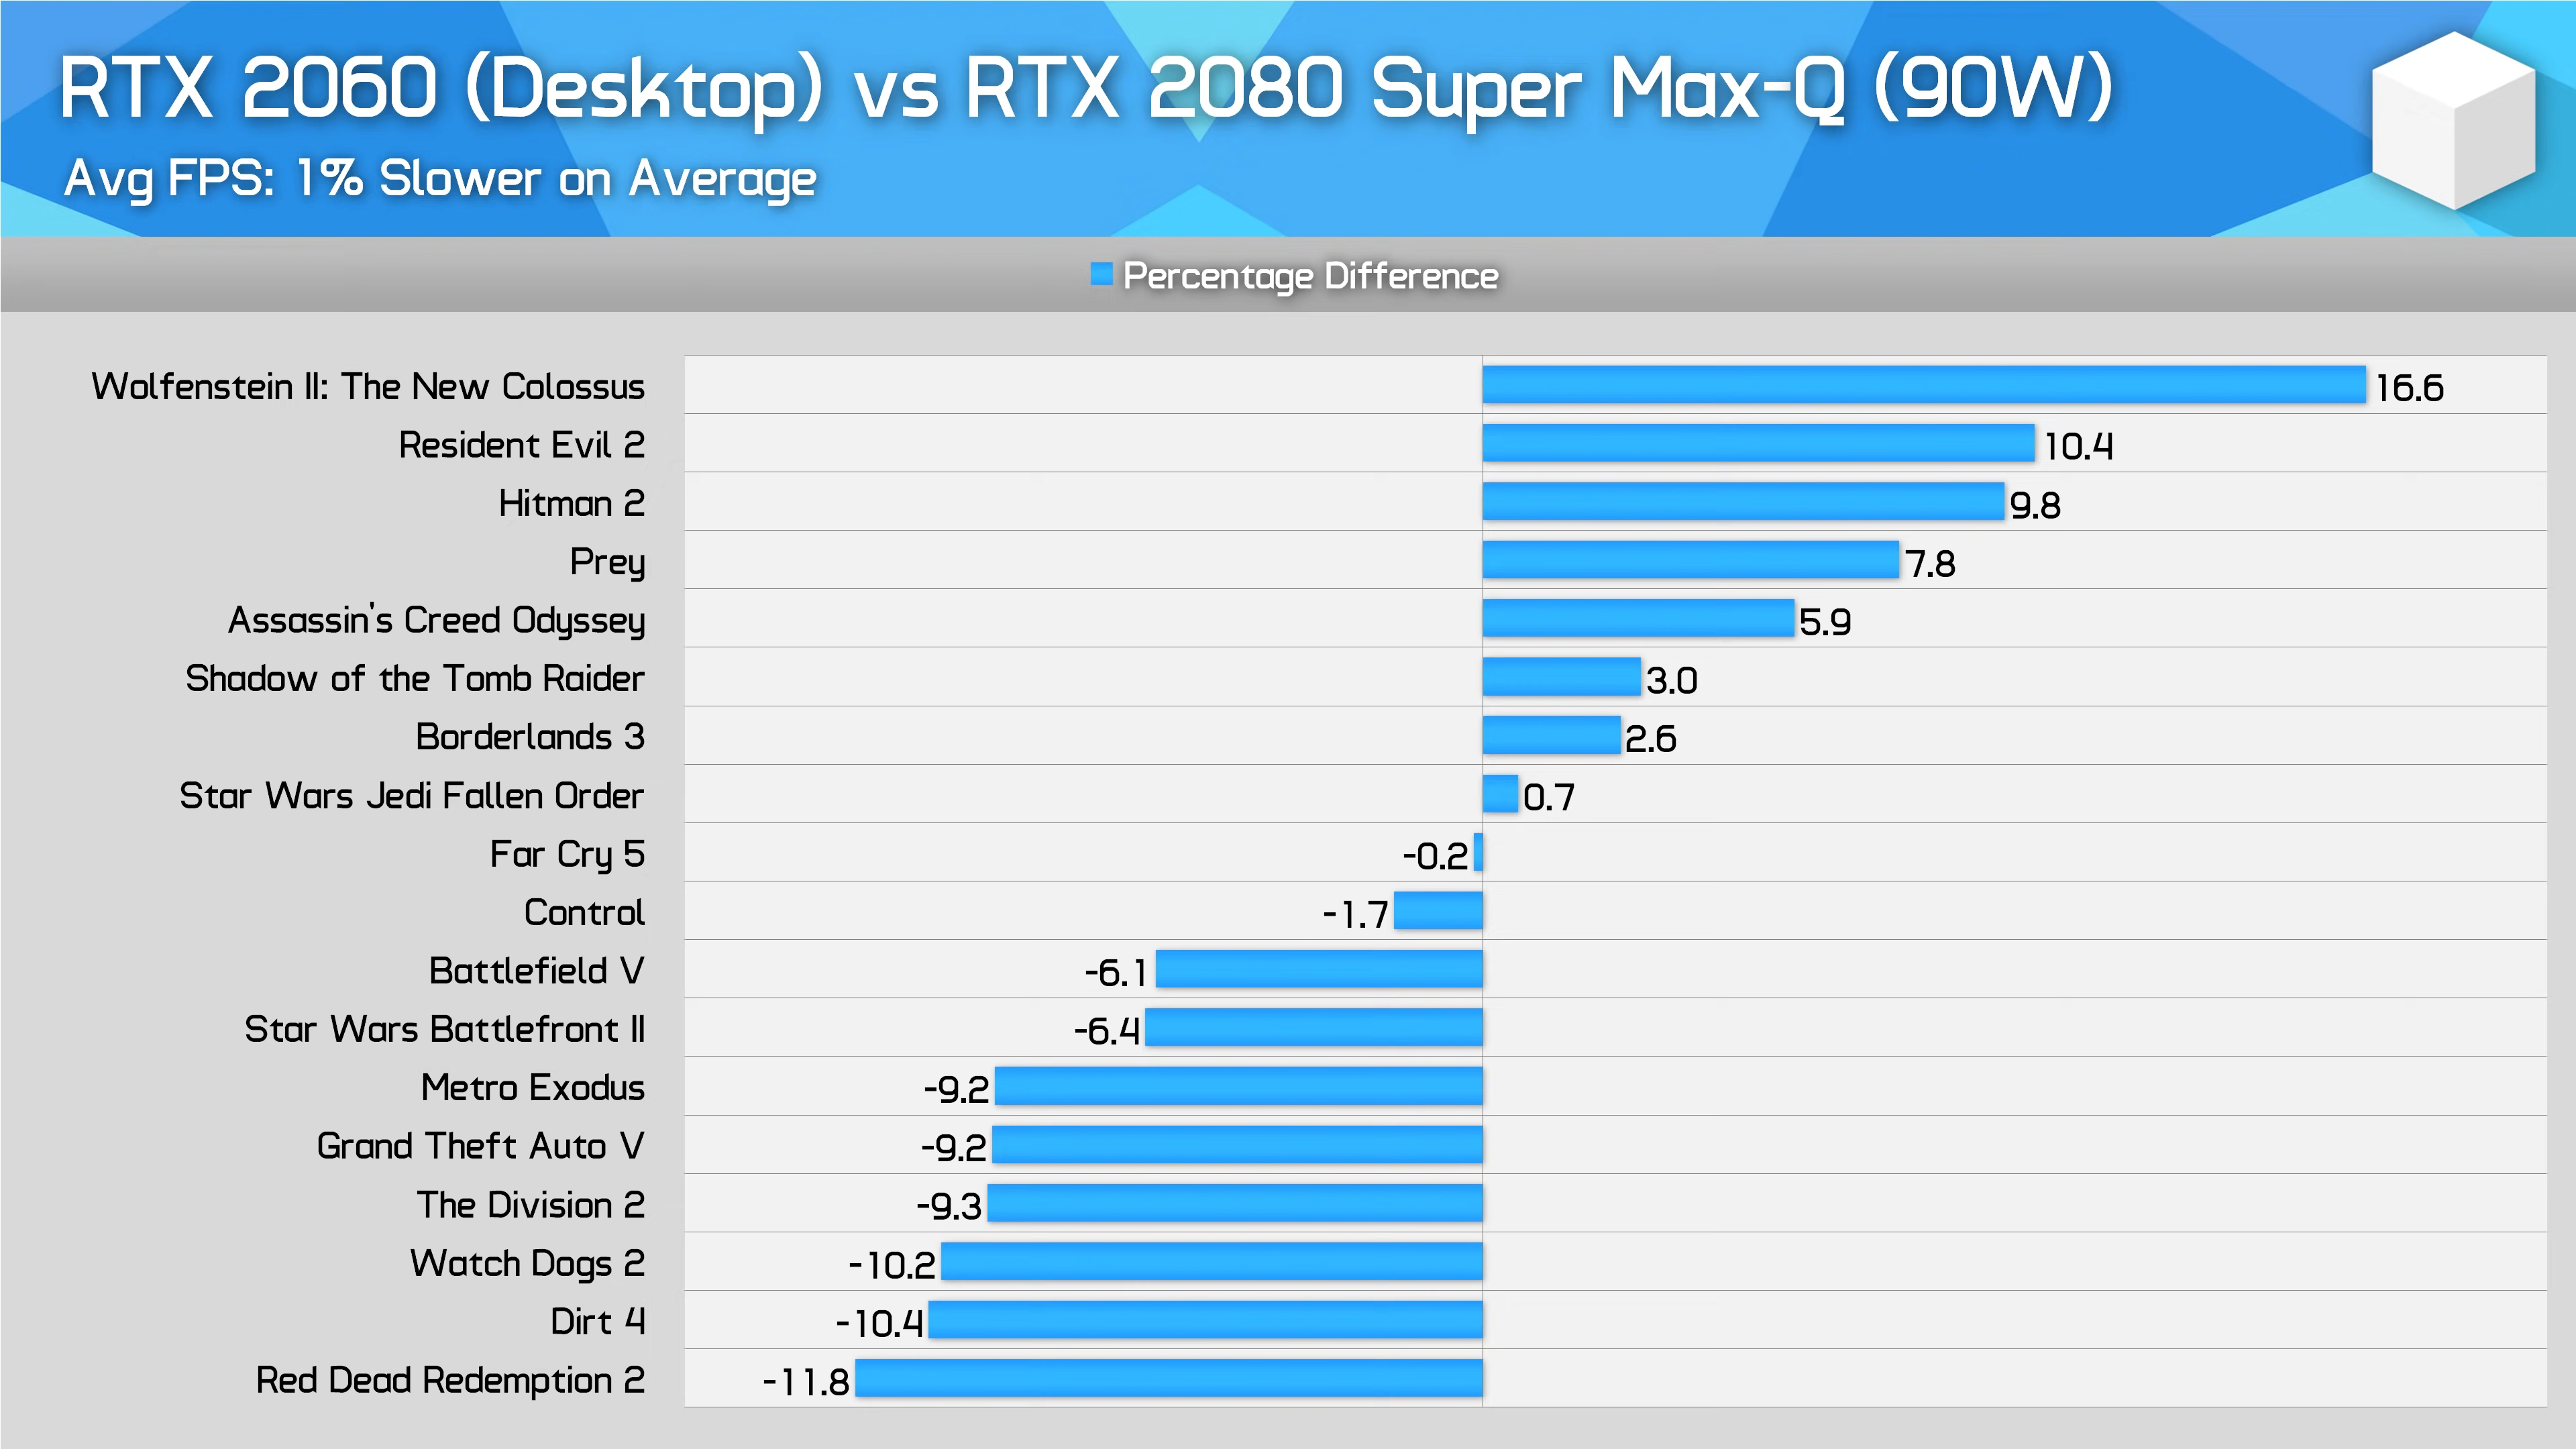 RTX 2060 (Desktop) vs RTX 2080 Super Max-Q (90W)
Avg FPS: 1% Slower on Average
Percentage Difference
Wolfenstein II: The New Colossus 16.6
Resident Evil 2 10.4
Hitman 2 9.8
Prey 7.8
Assassin's Creed Odyssey 5.9
Shadow of the Tomb Raider 3.0
Borderlands 3 2.6
Star Wars Jedi Fallen Order 0.7
Far Cry 5 -0.2
Control -1.7
Battlefield V -6.1
Star Wars Battlefront II -6.4
Metro Exodus -9.2
Grand Theft Auto V -9.2
The Division 2 -9.3
Watch Dogs 2 -10.2
Dirt 4 -10.4
Red Dead Redemption 2 -11.8